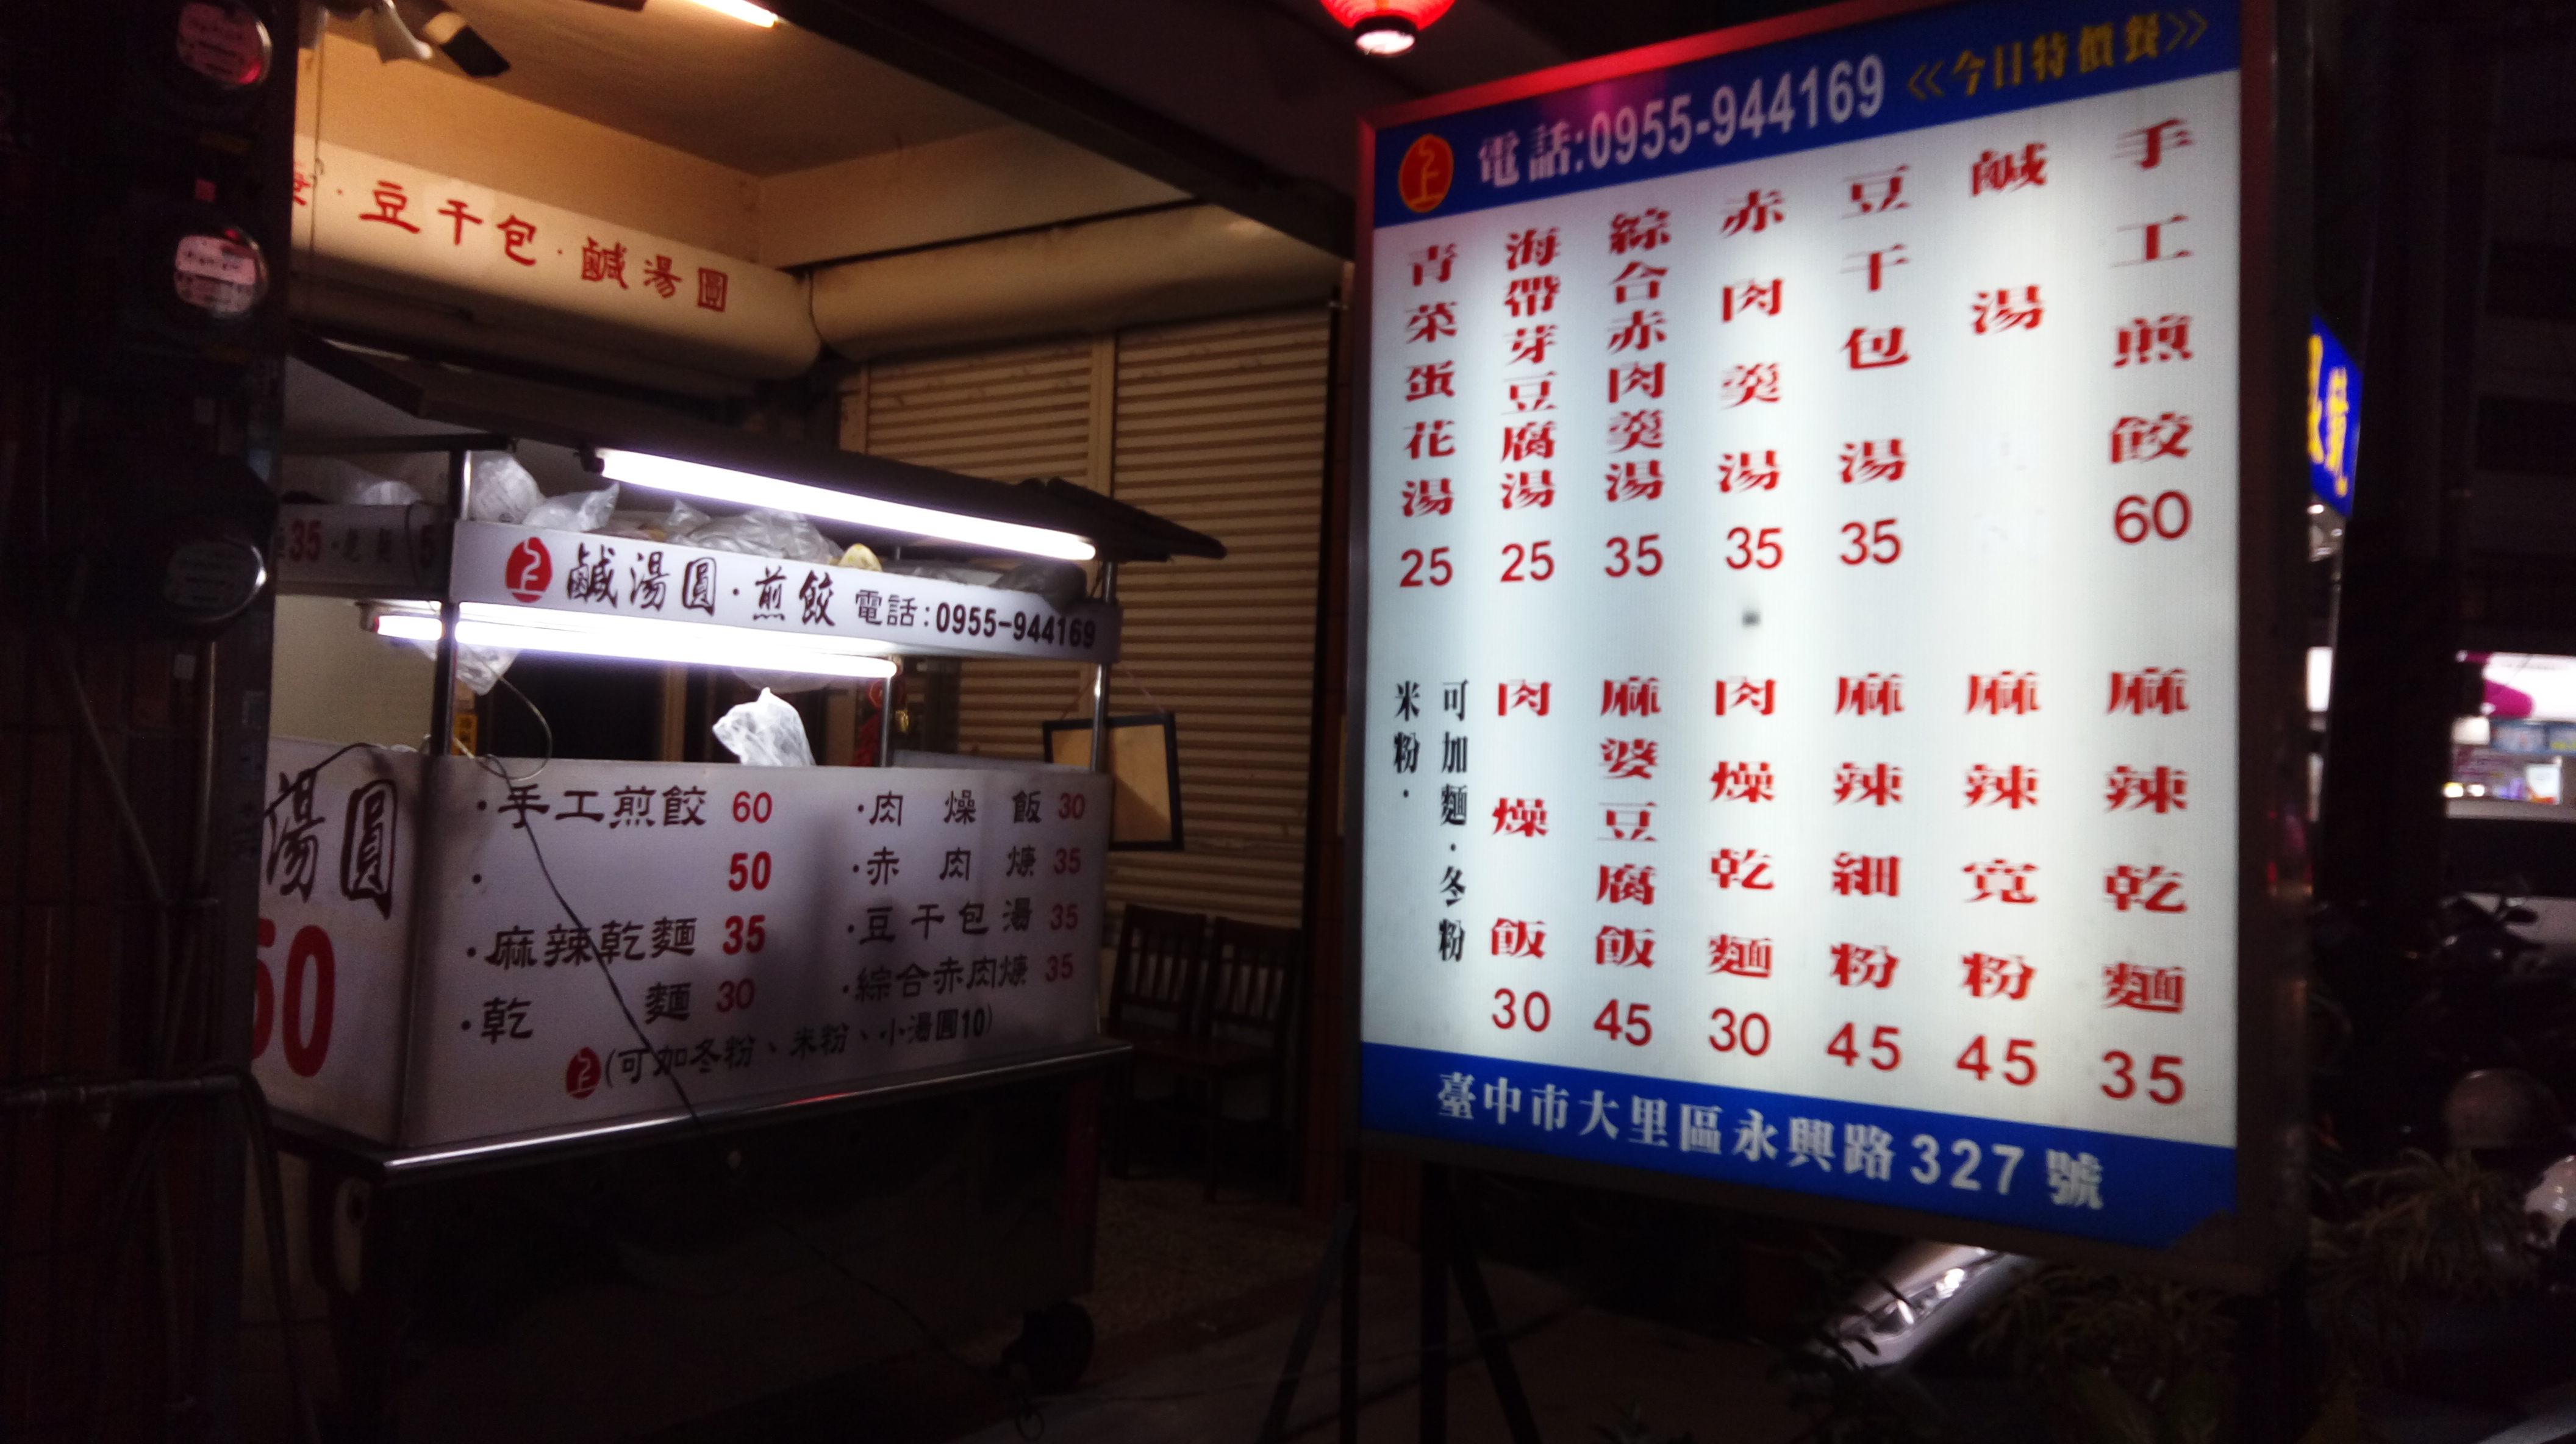 豆干包·鹹湯圓
35
鹹湯圓·煎餃 電話:0955-944169
湯圓
50
·手工煎餃 60
· 50
·麻辣乾麵 35
·乾麵 30
·肉燥飯 30
·赤肉焿 35
·豆干包湯 35
·綜合赤肉焿 35
(可加冬粉、米粉、小湯圓10)
電話:0955-944169 <<今日特價餐>>
手工煎餃 60
鹹湯
豆干包湯 35
赤肉羹湯 35
綜合赤肉羹湯 35
海帶芽豆腐湯 25
青菜蛋花湯 25
麻辣乾麵 35
麻辣寬粉 45
麻辣細粉 45
肉燥乾麵 30
麻婆豆腐飯 45
肉燥飯 30
可加麵·冬粉
米粉·
臺中市大里區永興路327號